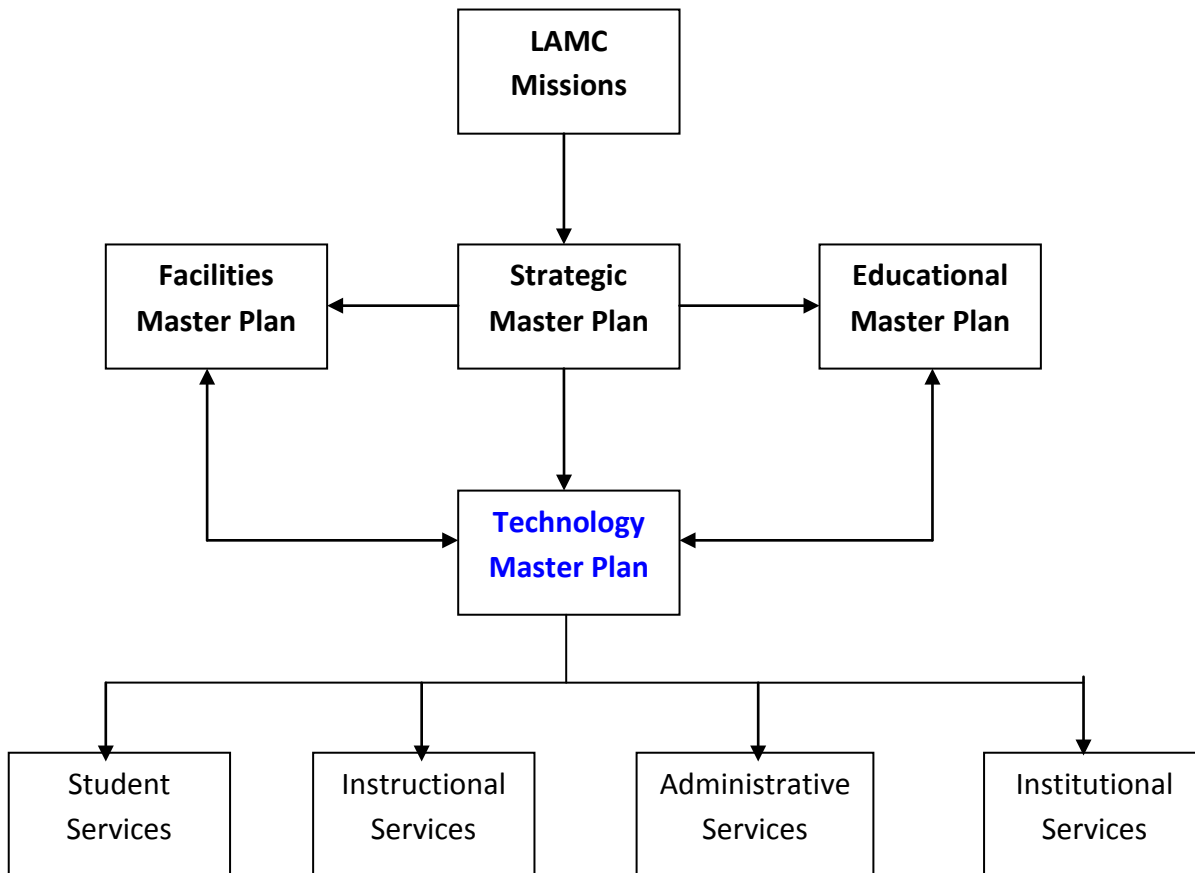 LAMC
Missions
Facilities
Master Plan
Strategic
Master Plan
Educational
Master Plan
Technology
Master Plan
Student
Services
Instructional
Services
Administrative
Services
Institutional
Services